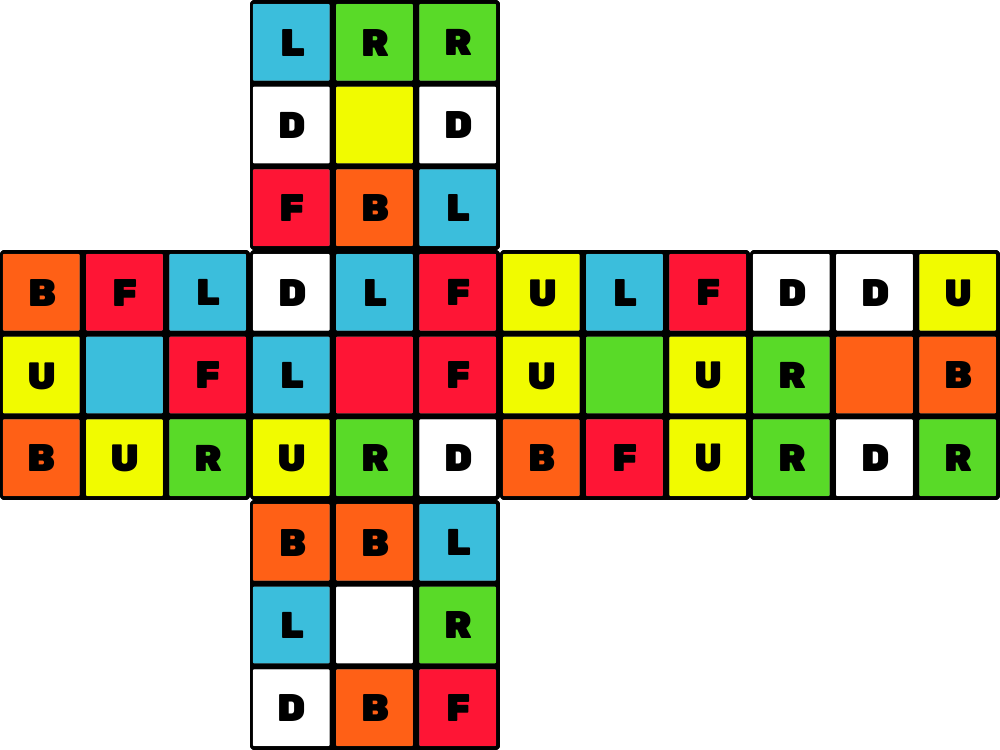 L R R
D D
F B L
B F L D L F U L F D D U
U F L F U U R B
B U R U R D B F U R D R
B B L
L R
D B F